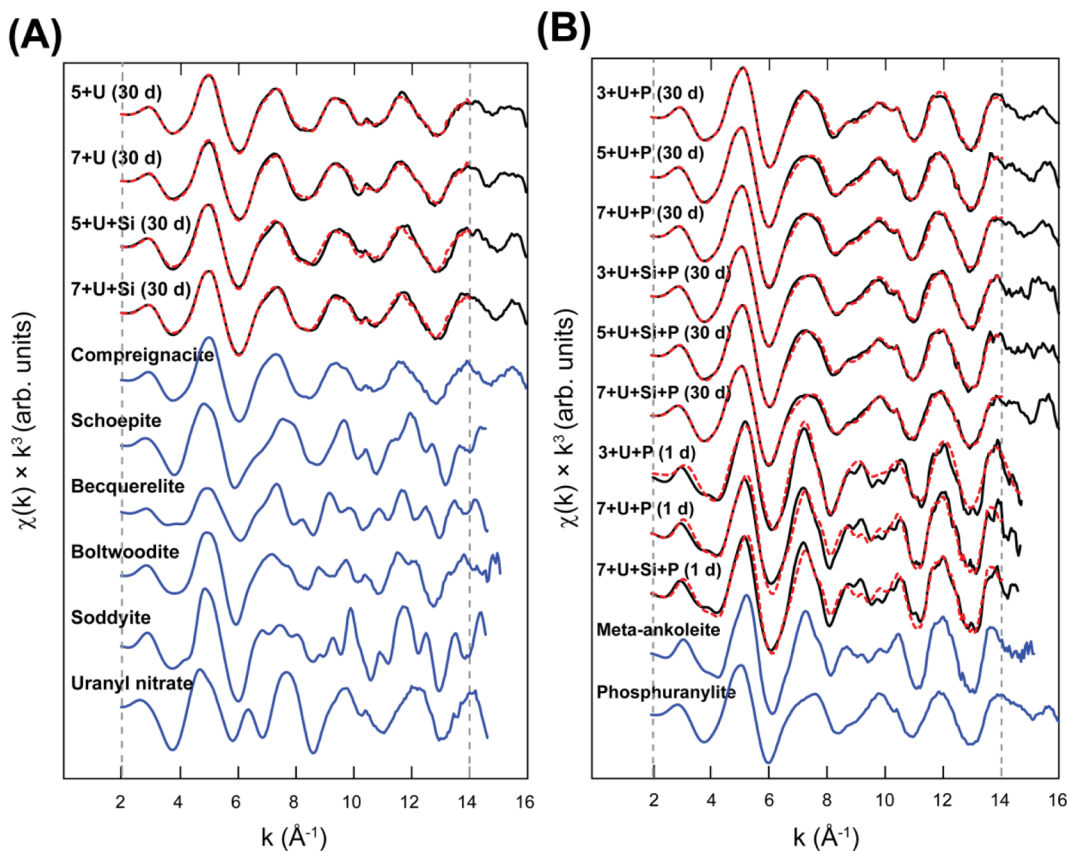 (A)
5+U (30 d)
7+U (30 d)
5+U+Si (30 d)
7+U+Si (30 d)
Compreignacite
Schoepite
Becquerelite
Boltwoodite
Soddyite
Uranyl nitrate
χ(k) × k³ (arb. units)
2 4 6 8 10 12 14 16
k (Å⁻¹)
(B)
3+U+P (30 d)
5+U+P (30 d)
7+U+P (30 d)
3+U+Si+P (30 d)
5+U+Si+P (30 d)
7+U+Si+P (30 d)
3+U+P (1 d)
7+U+P (1 d)
7+U+Si+P (1 d)
Meta-ankoleite
Phosphuranylite
χ(k) × k³ (arb. units)
2 4 6 8 10 12 14 16
k (Å⁻¹)